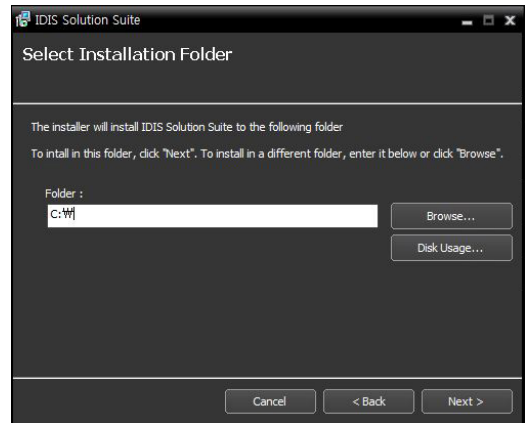 IDIS Solution Suite
Select Installation Folder
The installer will install IDIS Solution Suite to the following folder
To intall in this folder, click "Next". To install in a different folder, enter it below or click "Browse".
Folder :
C:₩
Browse...
Disk Usage...
Cancel
< Back
Next >